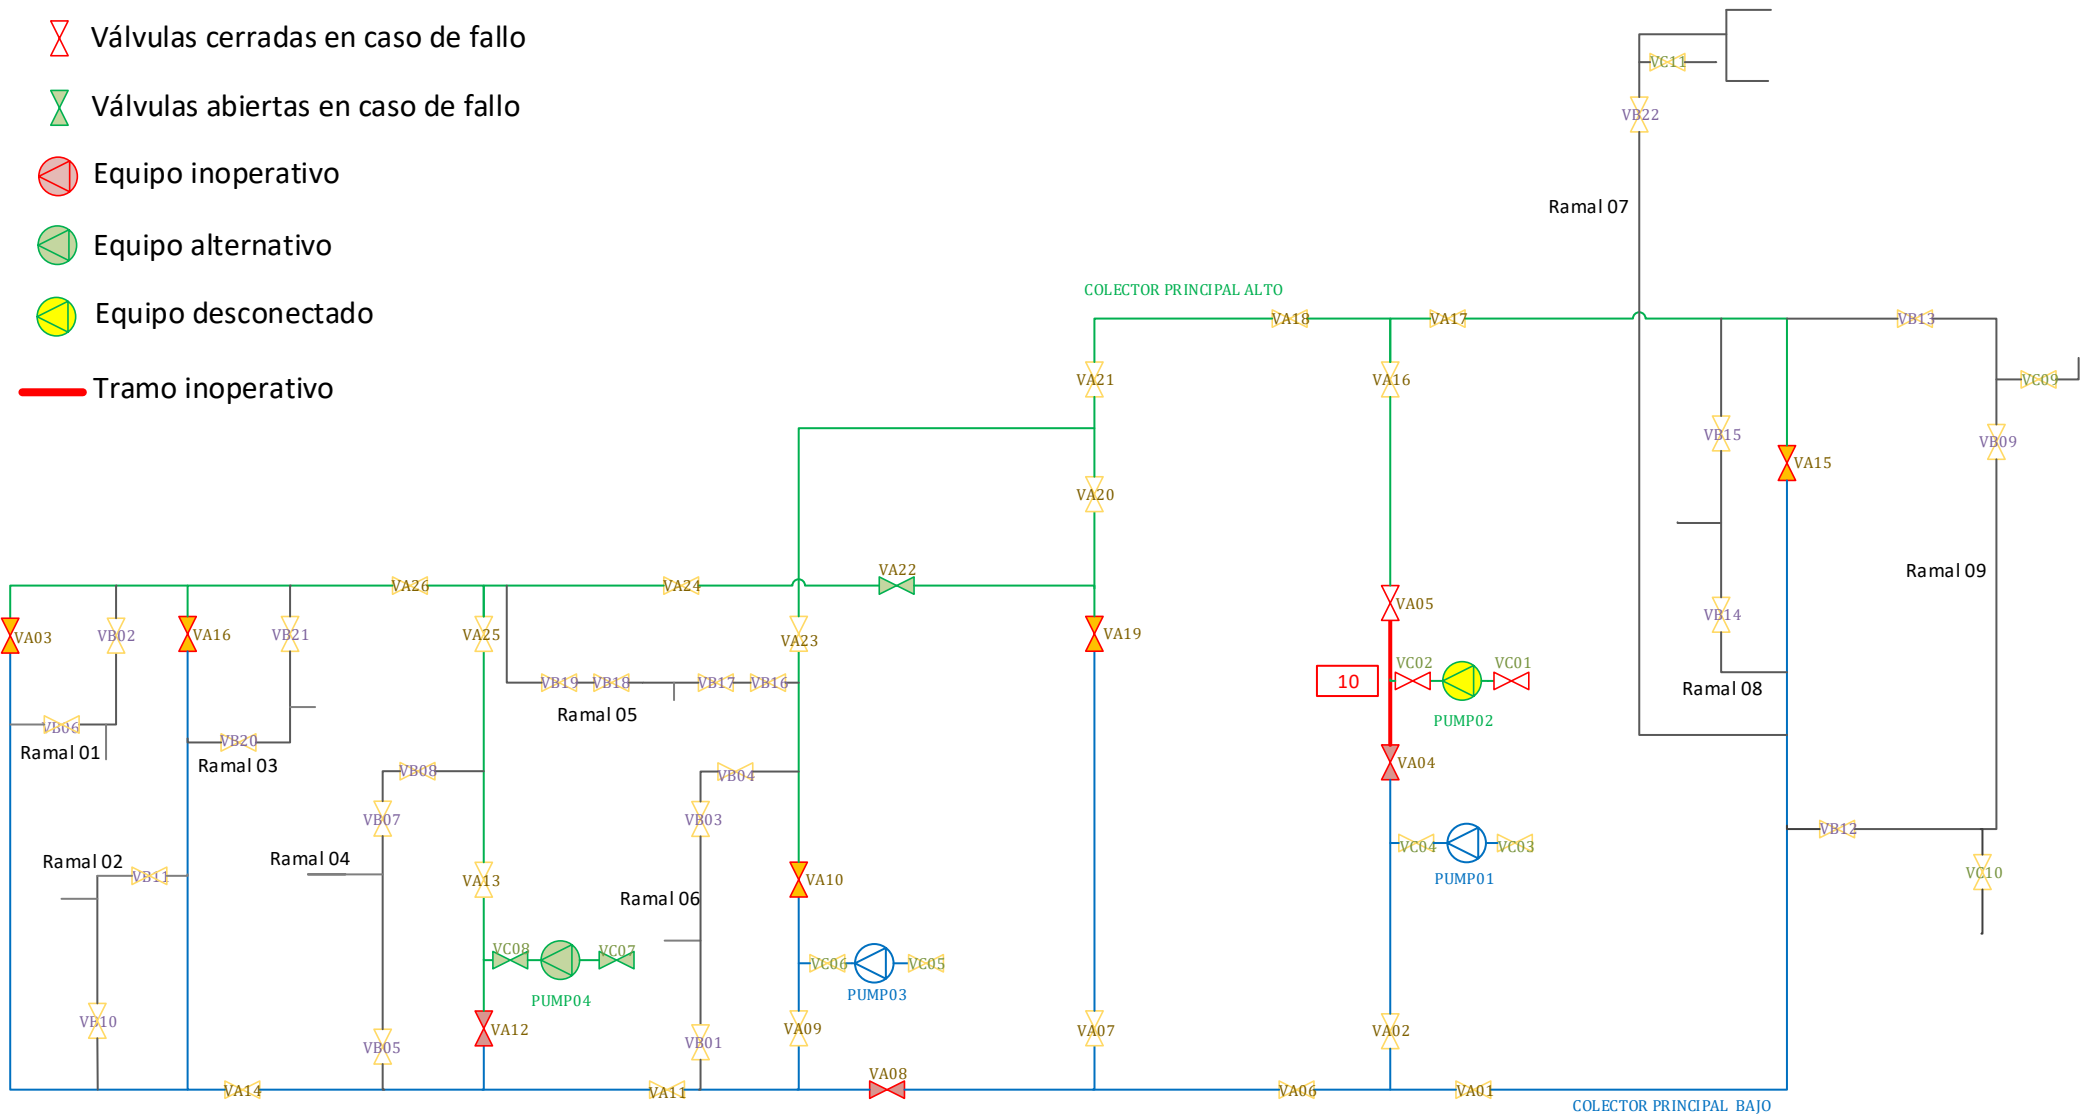 Válvulas cerradas en caso de fallo
Válvulas abiertas en caso de fallo
Equipo inoperativo
Equipo alternativo
Equipo desconectado
Tramo inoperativo
VC11
VB22
Ramal 07
COLECTOR PRINCIPAL ALTO
VA18
VA17
VB13
VA21
VA16
VC09
VB15
VB09
VA15
VA20
VA22
VA26
VA24
Ramal 09
VA05
VB14
VA03
VB02
VA16
VB21
VA25
VA23
VA19
VC02
VC01
10
VB19
VB18
VB17
VB16
Ramal 08
Ramal 05
PUMP02
VB06
Ramal 01
VB20
Ramal 03
VB08
VB04
VA04
VB07
VB03
VB12
VC04
VC03
Ramal 02
Ramal 04
VB11
VA13
VA10
PUMP01
VC10
Ramal 06
VC08
VC07
VC06
VC05
PUMP04
PUMP03
VB10
VA12
VA09
VA07
VA02
VB05
VB01
VA08
VA14
VA11
VA06
VA01
COLECTOR PRINCIPAL BAJO